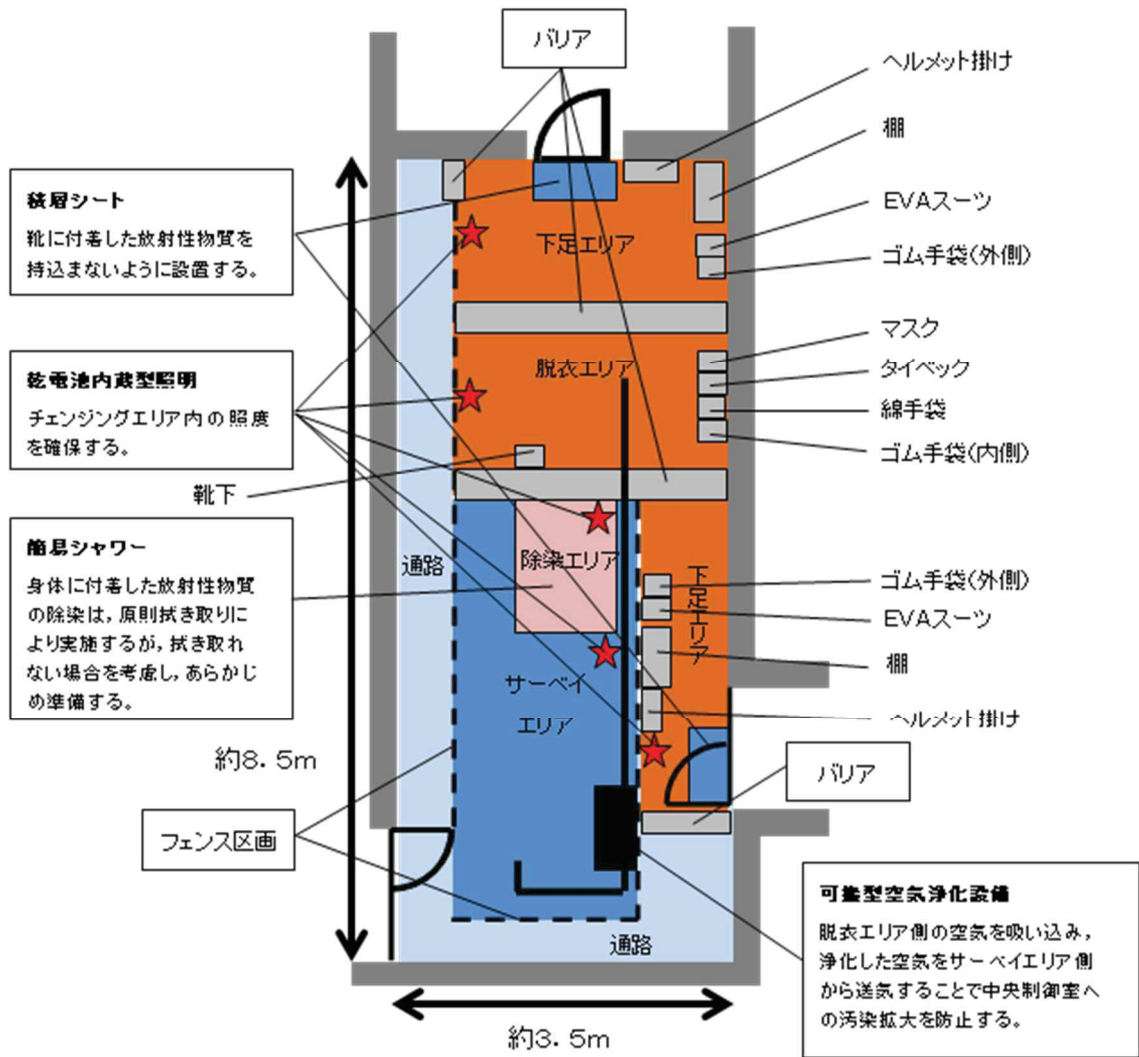 バリア
ヘルメット掛け
棚
EVAスーツ
ゴム手袋(外側)
マスク
タイベック
綿手袋
ゴム手袋(内側)
積層シート
靴に付着した放射性物質を
持込まないように設置する。
乾電池内蔵型照明
チェンジングエリア内の照度
を確保する。
靴下
簡易シャワー
身体に付着した放射性物質
の除染は，原則拭き取りに
より実施するが，拭き取れ
ない場合を考慮し，あらかじ
め準備する。
約8．5m
フェンス区画
下足エリア
脱衣エリア
除染エリア
通路
サーベイ
エリア
下足エリア
通路
約3．5m
ゴム手袋(外側)
EVAスーツ
棚
ヘルメット掛け
バリア
可搬型空気浄化設備
脱衣エリア側の空気を吸い込み，
浄化した空気をサーベイエリア側
から送気することで中央制御室へ
の汚染拡大を防止する。